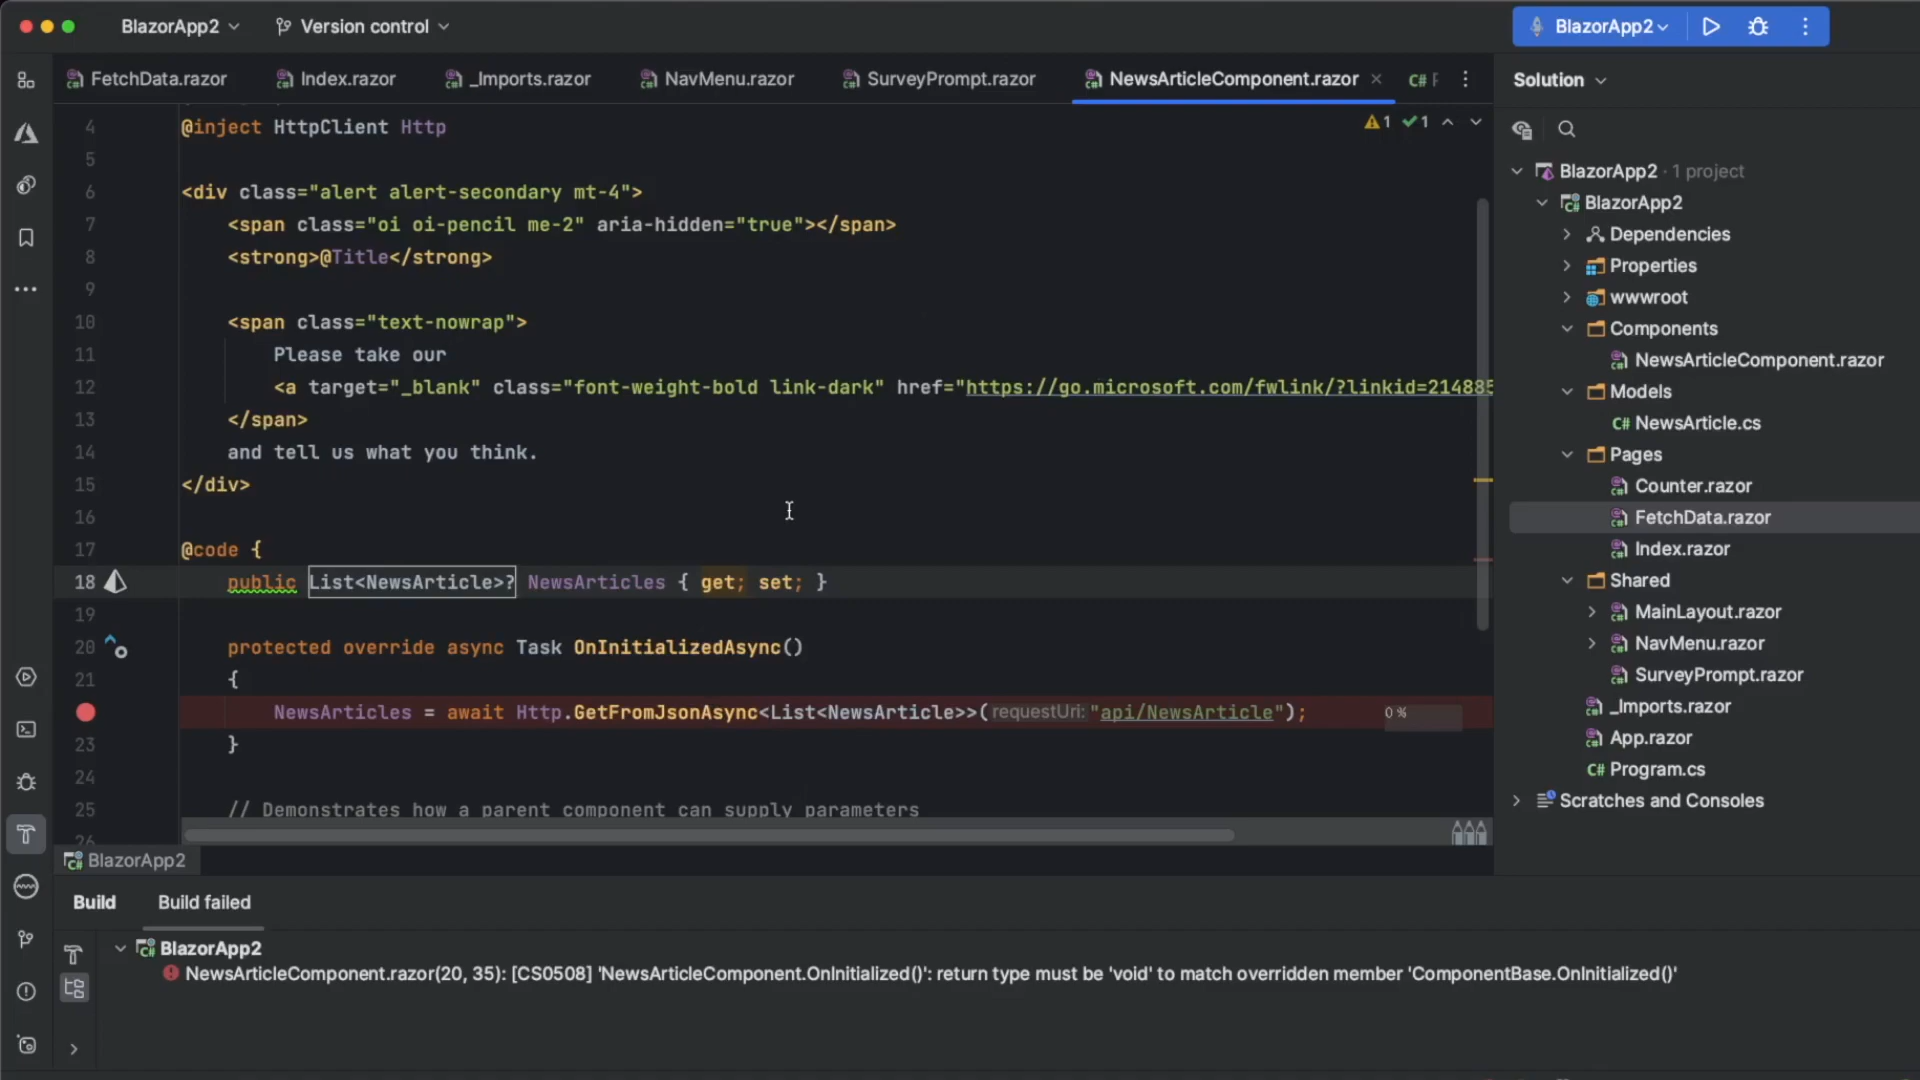 BlazorApp2
Version control
BlazorApp2
FetchData.razor
Index.razor
_Imports.razor
NavMenu.razor
SurveyPrompt.razor
NewsArticleComponent.razor
C#
Solution
4 @inject HttpClient Http
1 1
5
6 <div class="alert alert-secondary mt-4">
7 <span class="oi oi-pencil me-2" aria-hidden="true"></span>
8 <strong>@Title</strong>
9
10 <span class="text-nowrap">
11 Please take our
12 <a target="_blank" class="font-weight-bold link-dark" href="https://go.microsoft.com/fwlink/?linkid=214885
13 </span>
14 and tell us what you think.
15 </div>
16
17 @code {
18 public List<NewsArticle>? NewsArticles { get; set; }
19
20 protected override async Task OnInitializedAsync()
21 {
NewsArticles = await Http.GetFromJsonAsync<List<NewsArticle>>(requestUri: "api/NewsArticle");
0 %
23 }
24
25 // Demonstrates how a parent component can supply parameters
26
BlazorApp2
BlazorApp2 · 1 project
BlazorApp2
Dependencies
Properties
wwwroot
Components
NewsArticleComponent.razor
Models
C# NewsArticle.cs
Pages
Counter.razor
FetchData.razor
Index.razor
Shared
MainLayout.razor
NavMenu.razor
SurveyPrompt.razor
_Imports.razor
App.razor
C# Program.cs
Scratches and Consoles
Build
Build failed
BlazorApp2
NewsArticleComponent.razor(20, 35): [CS0508] 'NewsArticleComponent.OnInitialized()': return type must be 'void' to match overridden member 'ComponentBase.OnInitialized()'